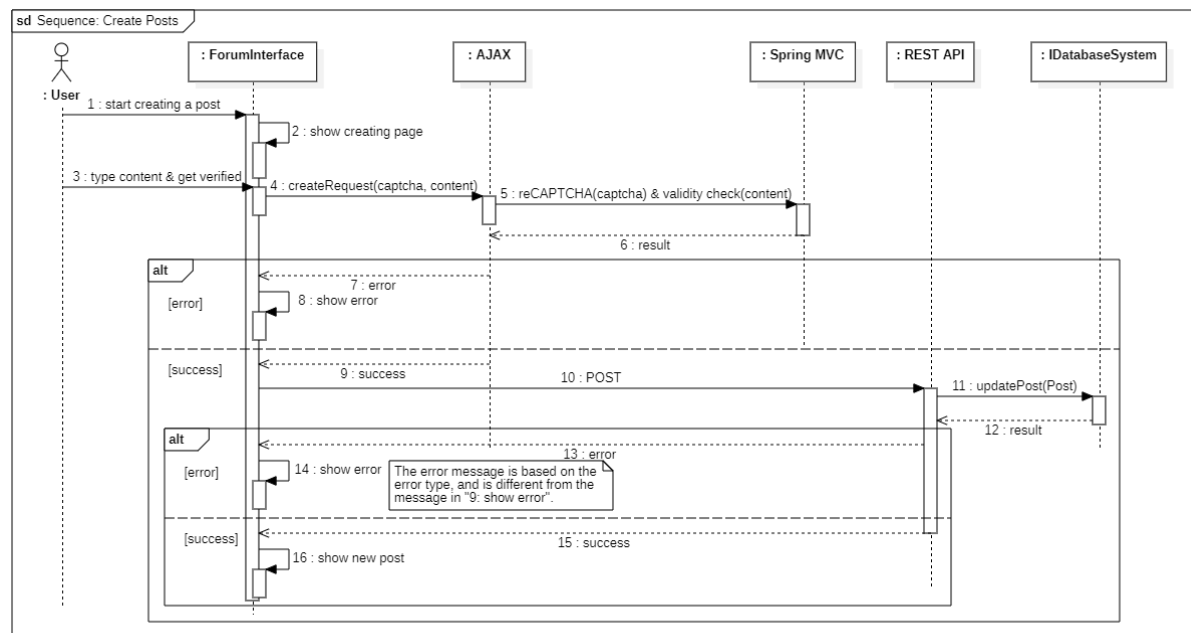 sd Sequence: Create Posts
: User
: ForumInterface
: AJAX
: Spring MVC
: REST API
: IDatabaseSystem
1 : start creating a post
2 : show creating page
3 : type content & get verified
4 : createRequest(captcha, content)
5 : reCAPTCHA(captcha) & validity check(content)
6 : result
alt
7 : error
[error]
8 : show error
[success]
9 : success
10 : POST
11 : updatePost(Post)
12 : result
alt
13 : error
[error]
14 : show error
The error message is based on the
error type, and is different from the
message in "9: show error".
[success]
15 : success
16 : show new post